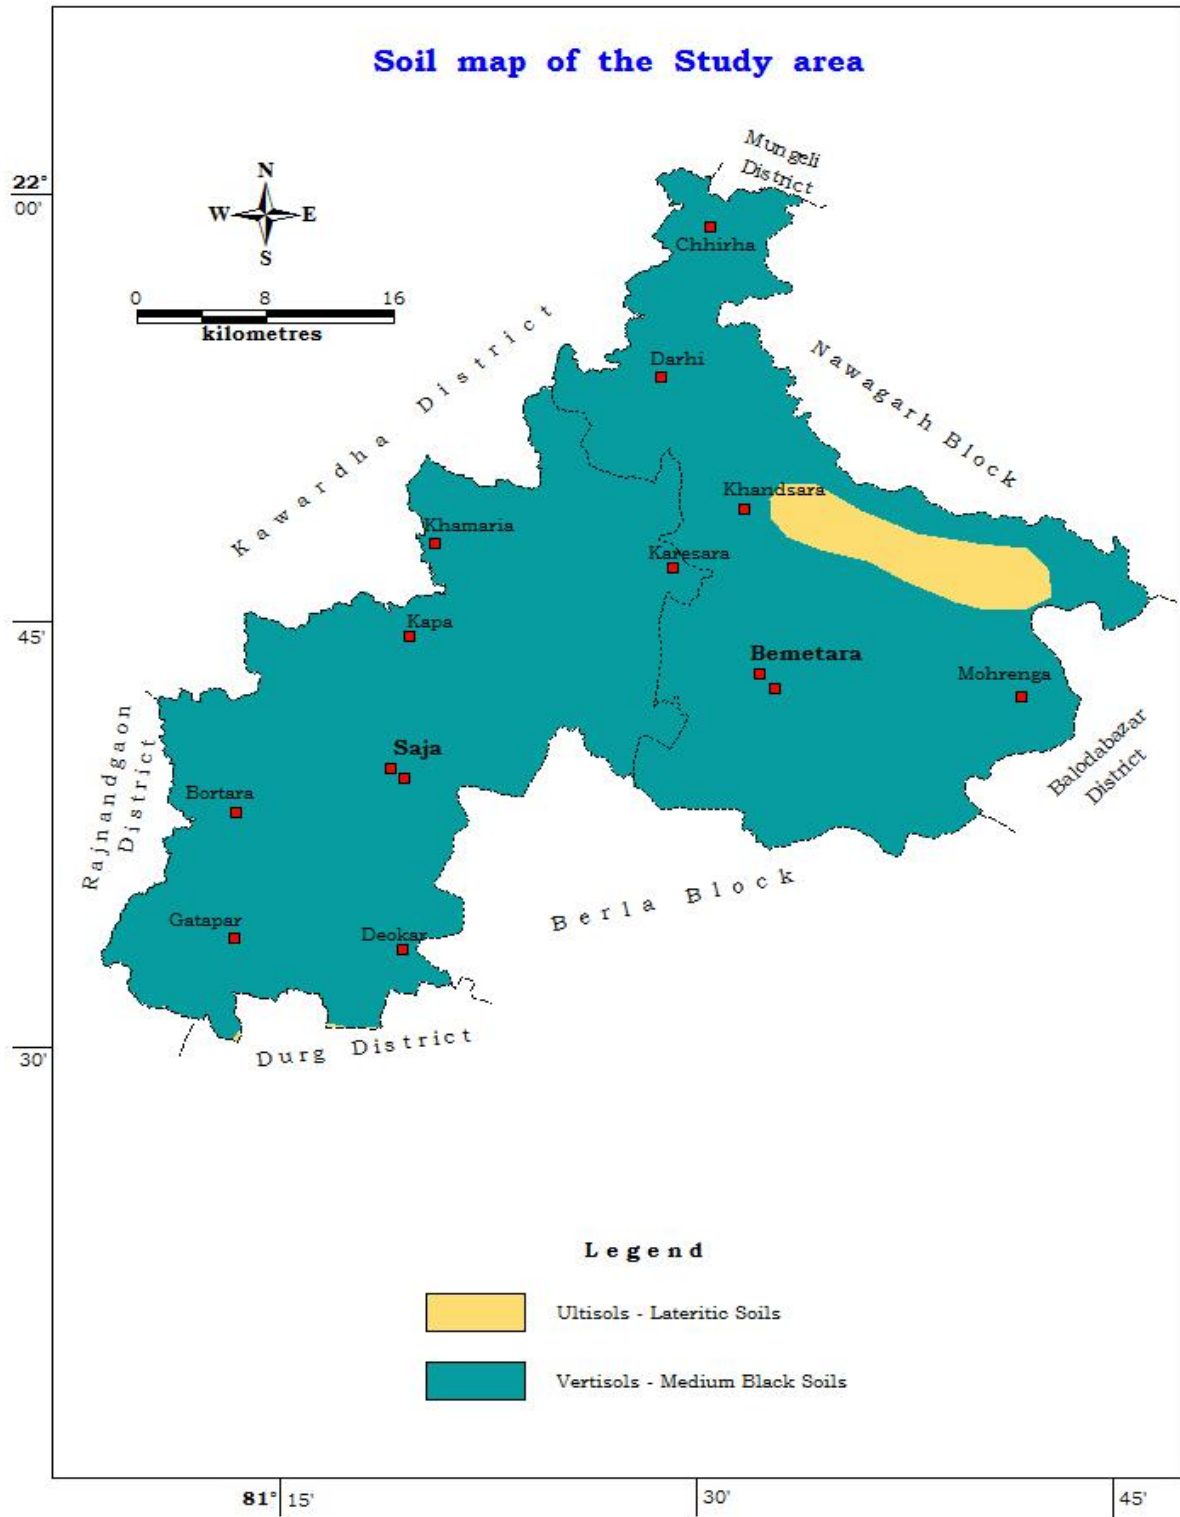 Soil map of the Study area
Mungeli
District
22°
00'
N
W E
S
Chhirha
0 8 16
kilometres
Kawardha District
Darhi
Nawagarh Block
Khandsara
Khamaria
Karesara
Kapa
45'
Bemetara
Mohrenga
Rajnandgaon
District
Saja
Balodabazar
District
Bortara
Berla Block
Gatapar
Deokar
30'
Durg District
Legend
Ultisols - Lateritic Soils
Vertisols - Medium Black Soils
81° 15' 30' 45'